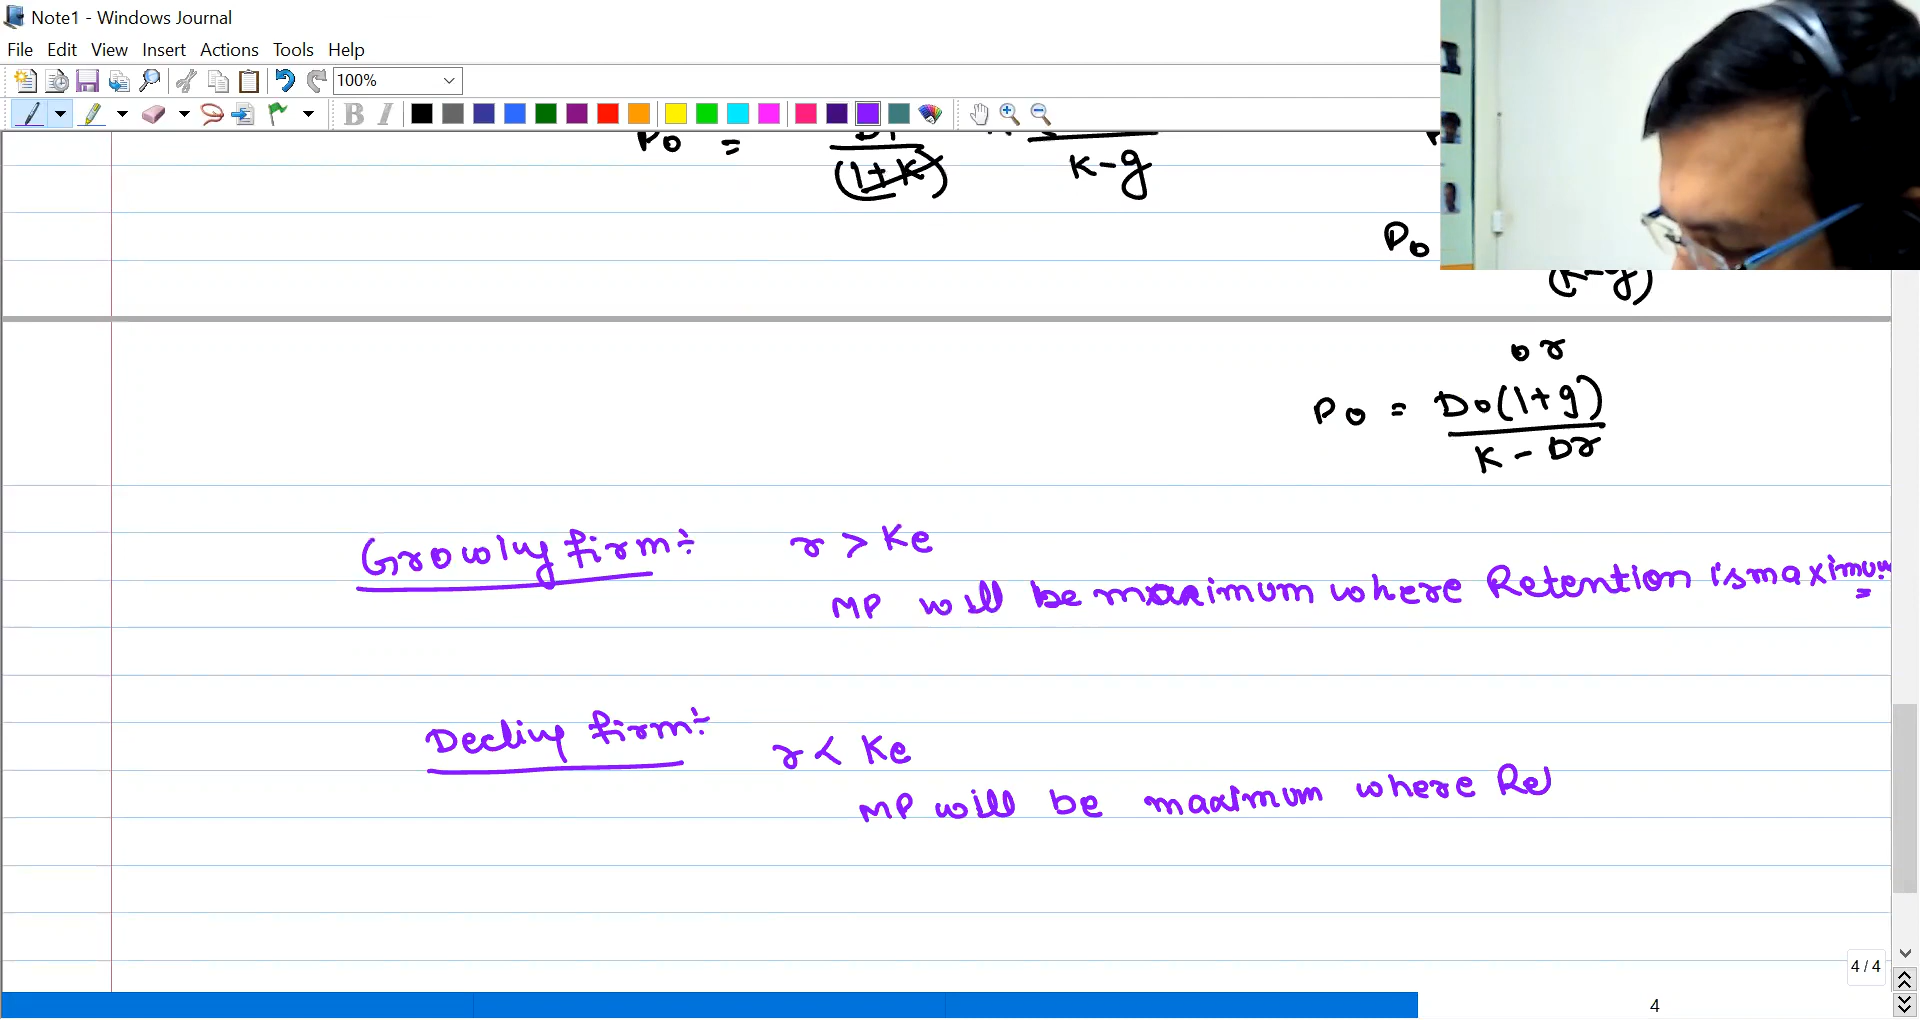 Note1 - Windows Journal
File Edit View Insert Actions Tools Help
100%
B I
P0 =
(1+K)
K-g
P0
(K-g)
or
P0 = D0(1+g)
K - br
Growing firm:
r > Ke
MP will be maximum where Retention is maximum
Decling firm:
r < Ke
MP will be maximum where Re
4 / 4
4